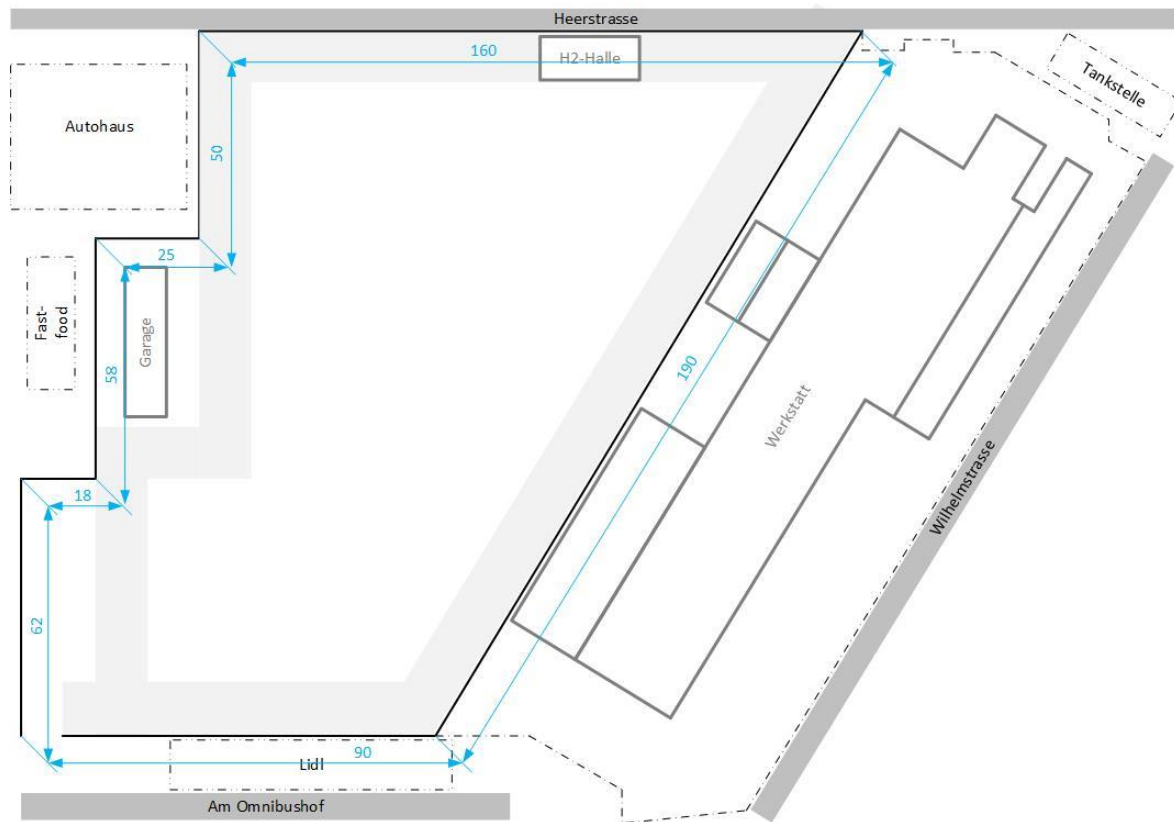 Heerstrasse
160
H2-Halle
Tankstelle
Autohaus
50
25
Fast-
food
Garage
58
190
Werkstatt
18
Wilhelmstrasse
62
90
Lidl
Am Omnibushof